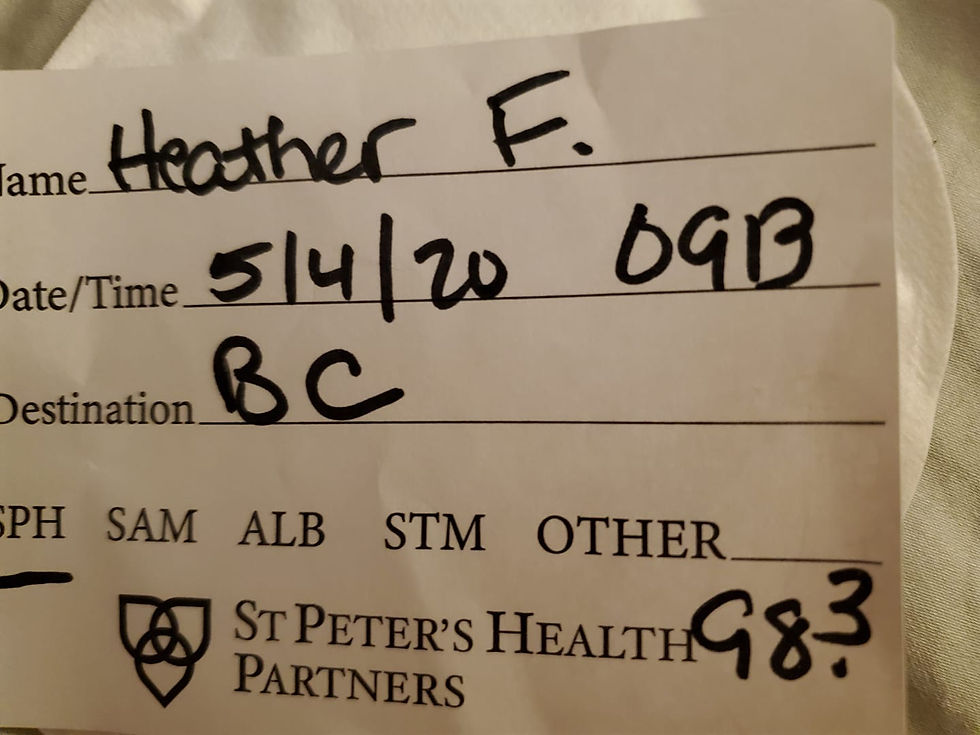 Name Heather F.
Date/Time 5/4/20 0913
Destination BC
SPH SAM ALB STM OTHER
ST PETER'S HEALTH 98.3
PARTNERS